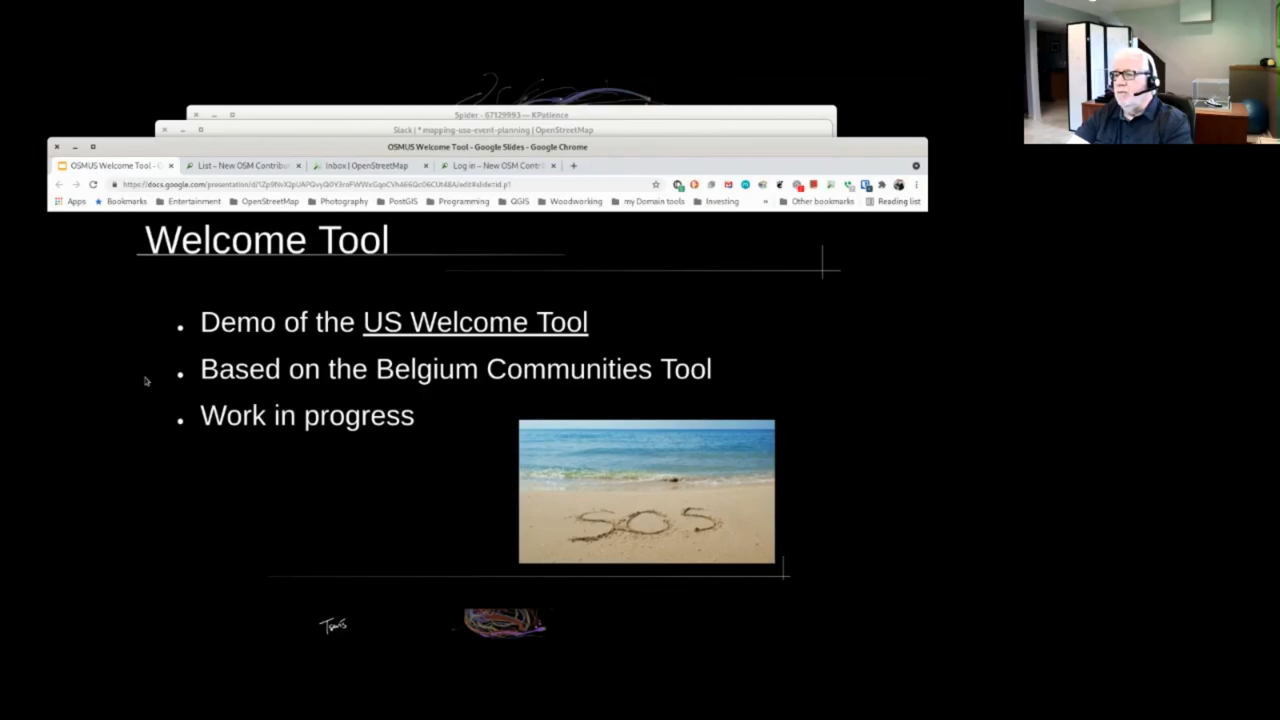 Spider - 67129993 — KPatience
Slack | * mapping-usa-event-planning | OpenStreetMap
OSMUS Welcome Tool - Google Slides - Google Chrome
OSMUS Welcome Tool - G
List – New OSM Contribu
Inbox | OpenStreetMap
Log in – New OSM Contri
Apps
Bookmarks
Entertainment
OpenStreetMap
Photography
PostGIS
Programming
QGIS
Woodworking
my Domain tools
Investing
»
Other bookmarks
Reading list
Welcome Tool
• Demo of the US Welcome Tool
• Based on the Belgium Communities Tool
• Work in progress
SOS